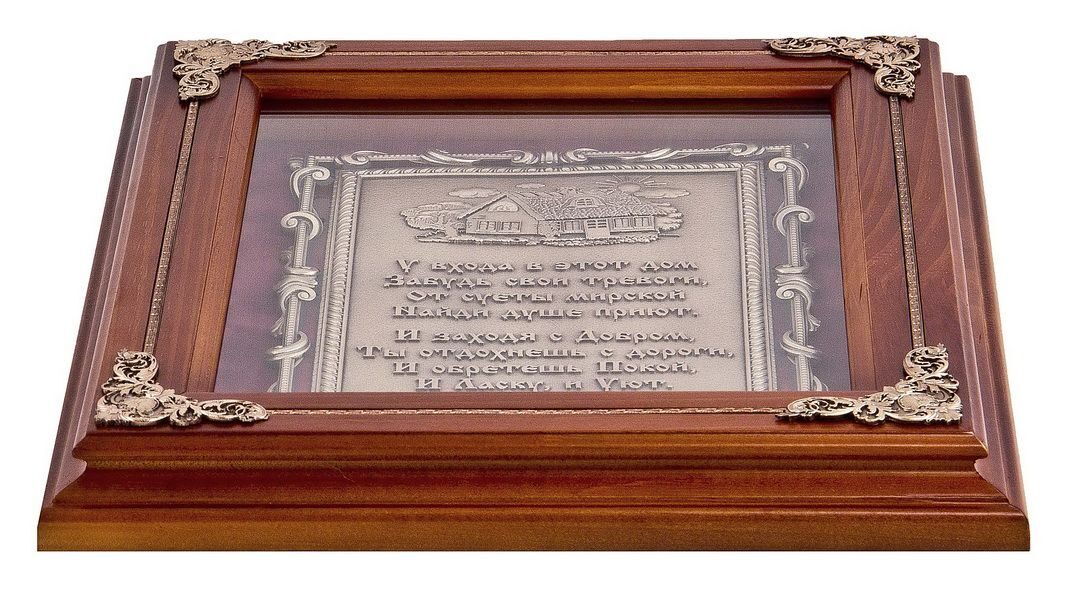 У входа в этот дом
Забудь свои тревоги,
От суеты мирской
Найди душе приют.
И заходя с Добром,
Ты отдохнешь с дороги,
И обретешь Покой,
И Ласку, и Уют.